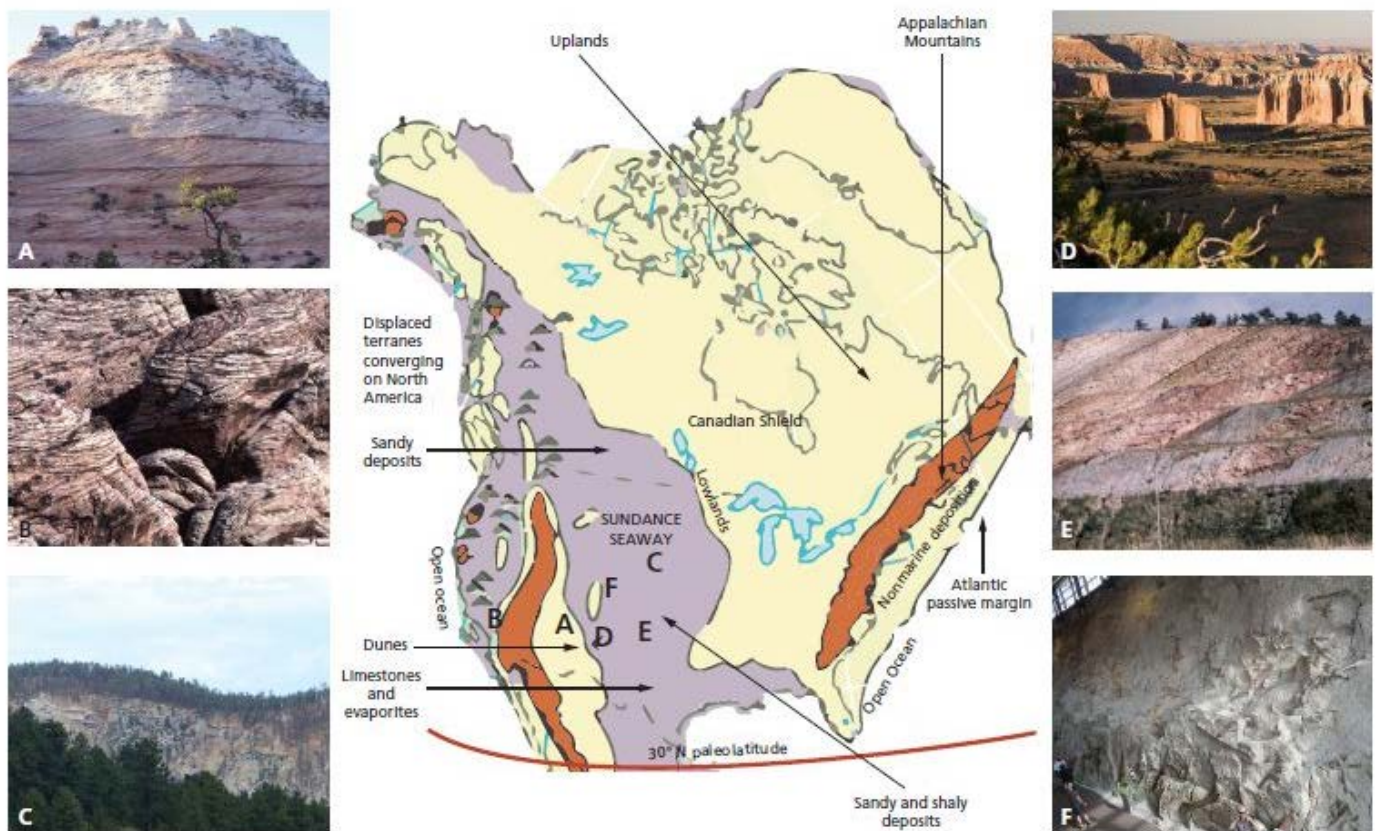 Uplands
Appalachian
Mountains
A
D
Displaced
terranes
converging
on North
America
Canadian Shield
Sandy
deposits
Lowlands
B
SUNDANCE
SEAWAY
C
Nonmarine deposition
E
Open ocean
F
Atlantic
passive margin
B
A
D
E
Dunes
Open Ocean
Limestones and
evaporites
30° N paleolatitude
Sandy and shaly
deposits
C
F